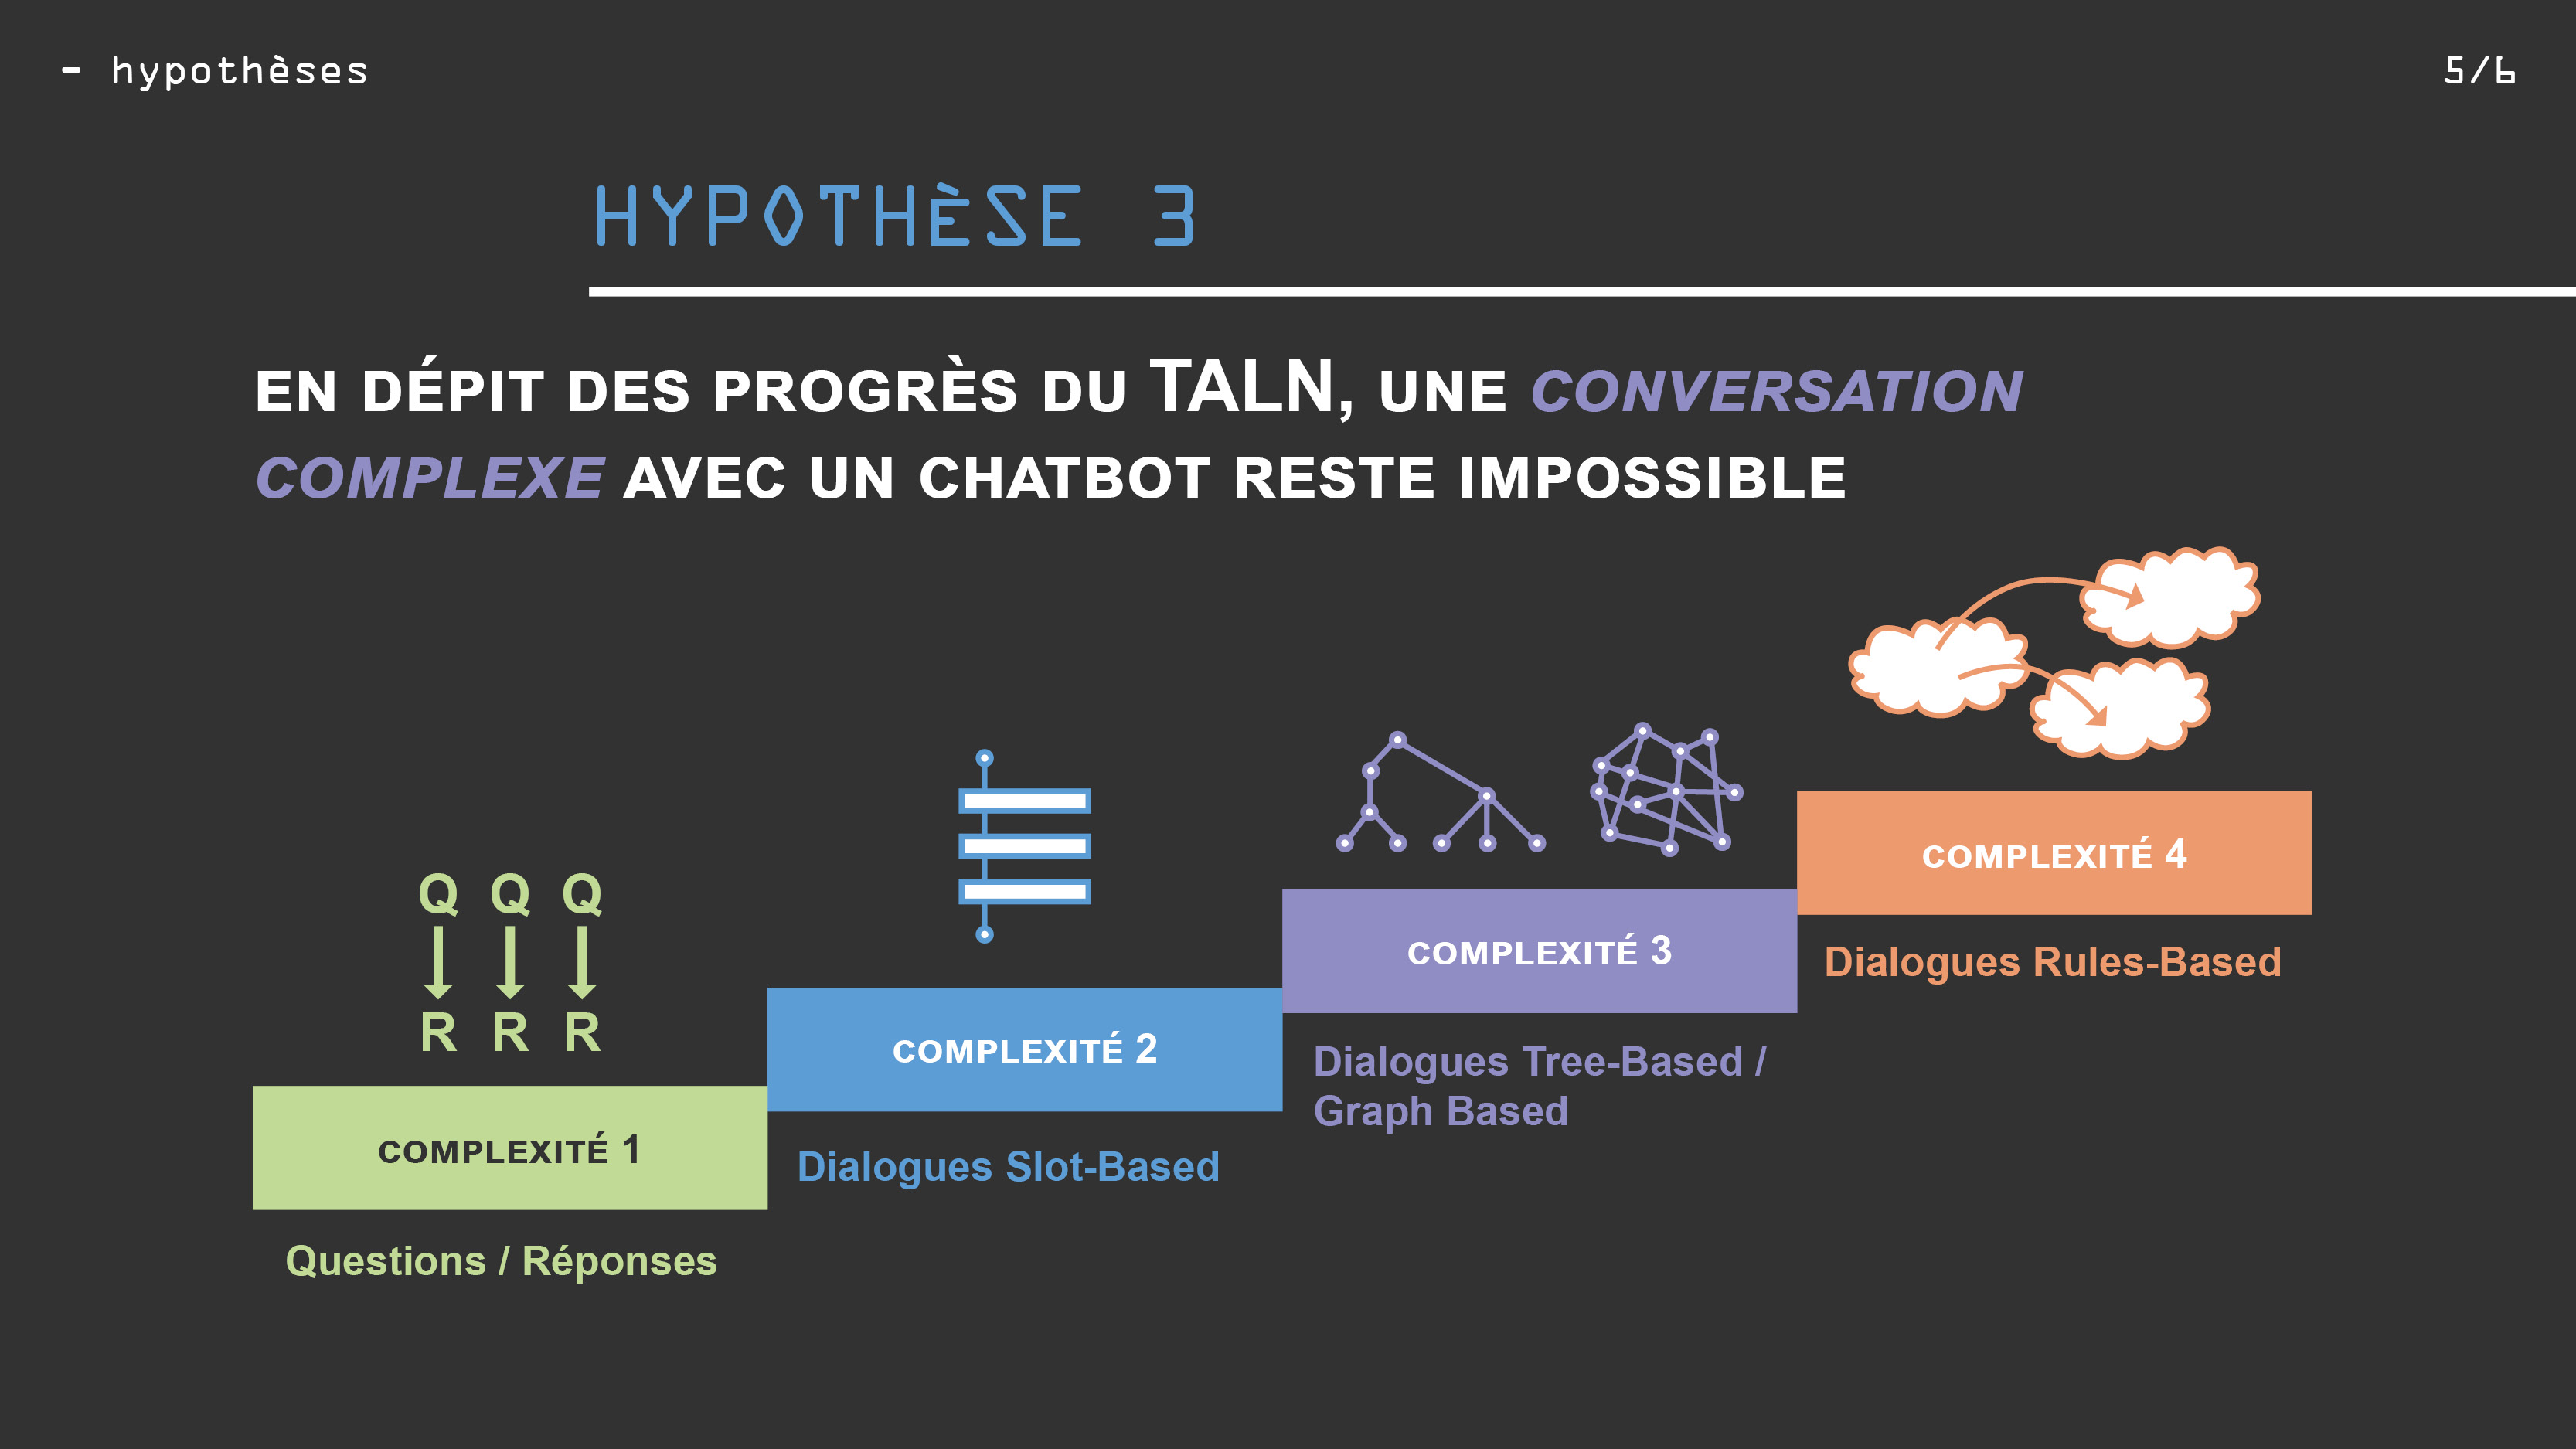 - hypothèses
5/6
HYPOTHÈSE 3
EN DÉPIT DES PROGRÈS DU TALN, UNE CONVERSATION
COMPLEXE AVEC UN CHATBOT RESTE IMPOSSIBLE
Q Q Q
R R R
COMPLEXITÉ 1
Questions / Réponses
COMPLEXITÉ 2
Dialogues Slot-Based
COMPLEXITÉ 3
Dialogues Tree-Based /
Graph Based
COMPLEXITÉ 4
Dialogues Rules-Based